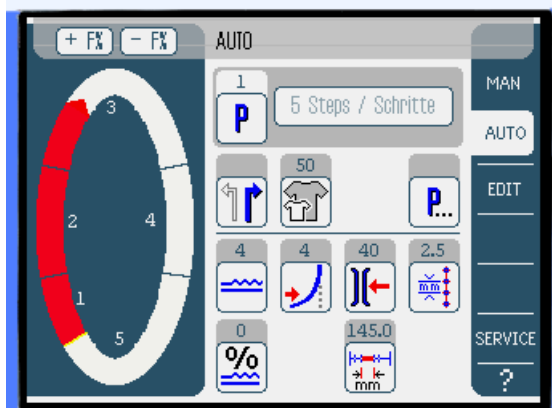 + F% - F% AUTO
1
P 5 Steps / Schritte
MAN
AUTO
EDIT
SERVICE
?
3
2 4
1
5
50
P...
4 4 40 2.5
mm
0 145.0
% mm